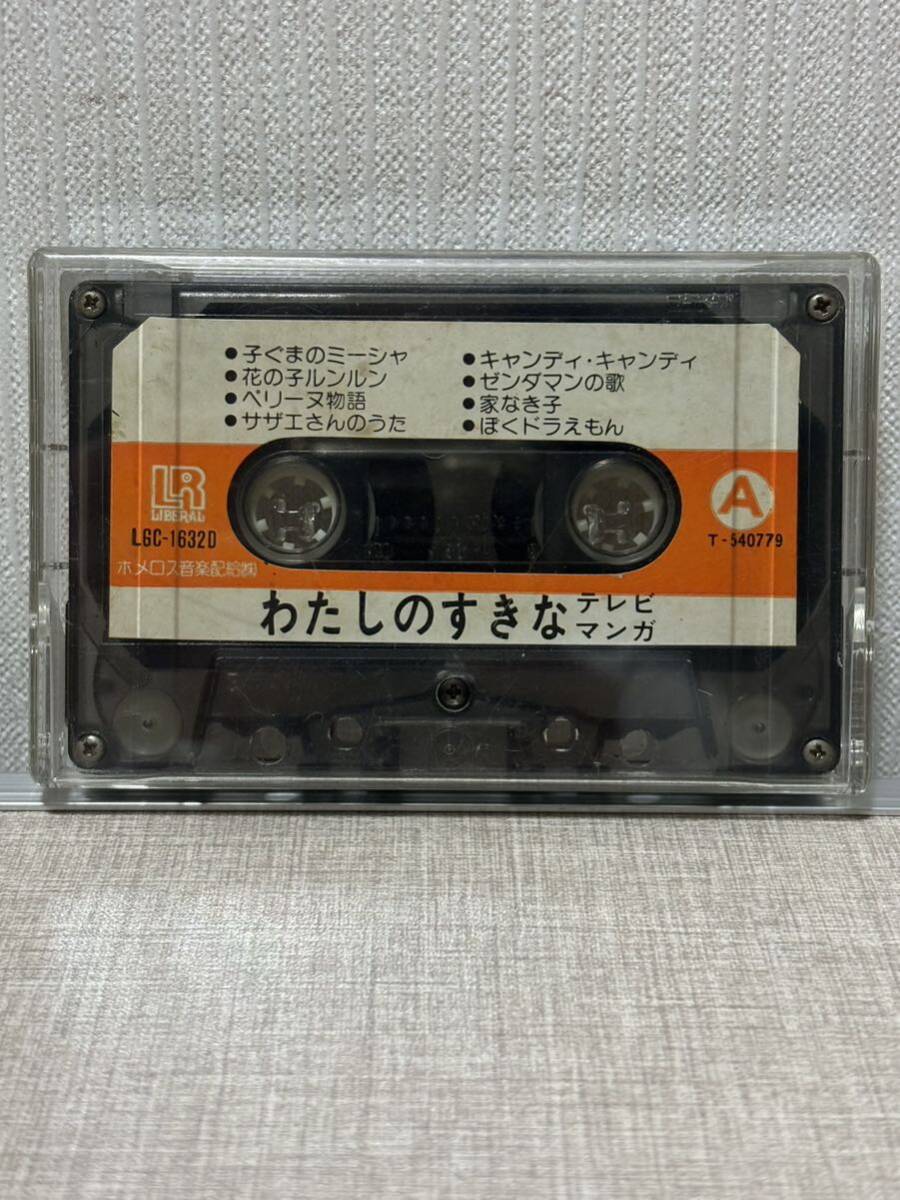 ●子ぐまのミーシャ
●花の子ルンルン
●ペリーヌ物語
●サザエさんのうた
●キャンディ・キャンディ
●ゼンダマンの歌
●家なき子
●ぼくドラえもん
LR
LIBERAL
LGC-1632D
ホメロス音楽配給㈱
A
T-540779
わたしのすきなテレビマンガ